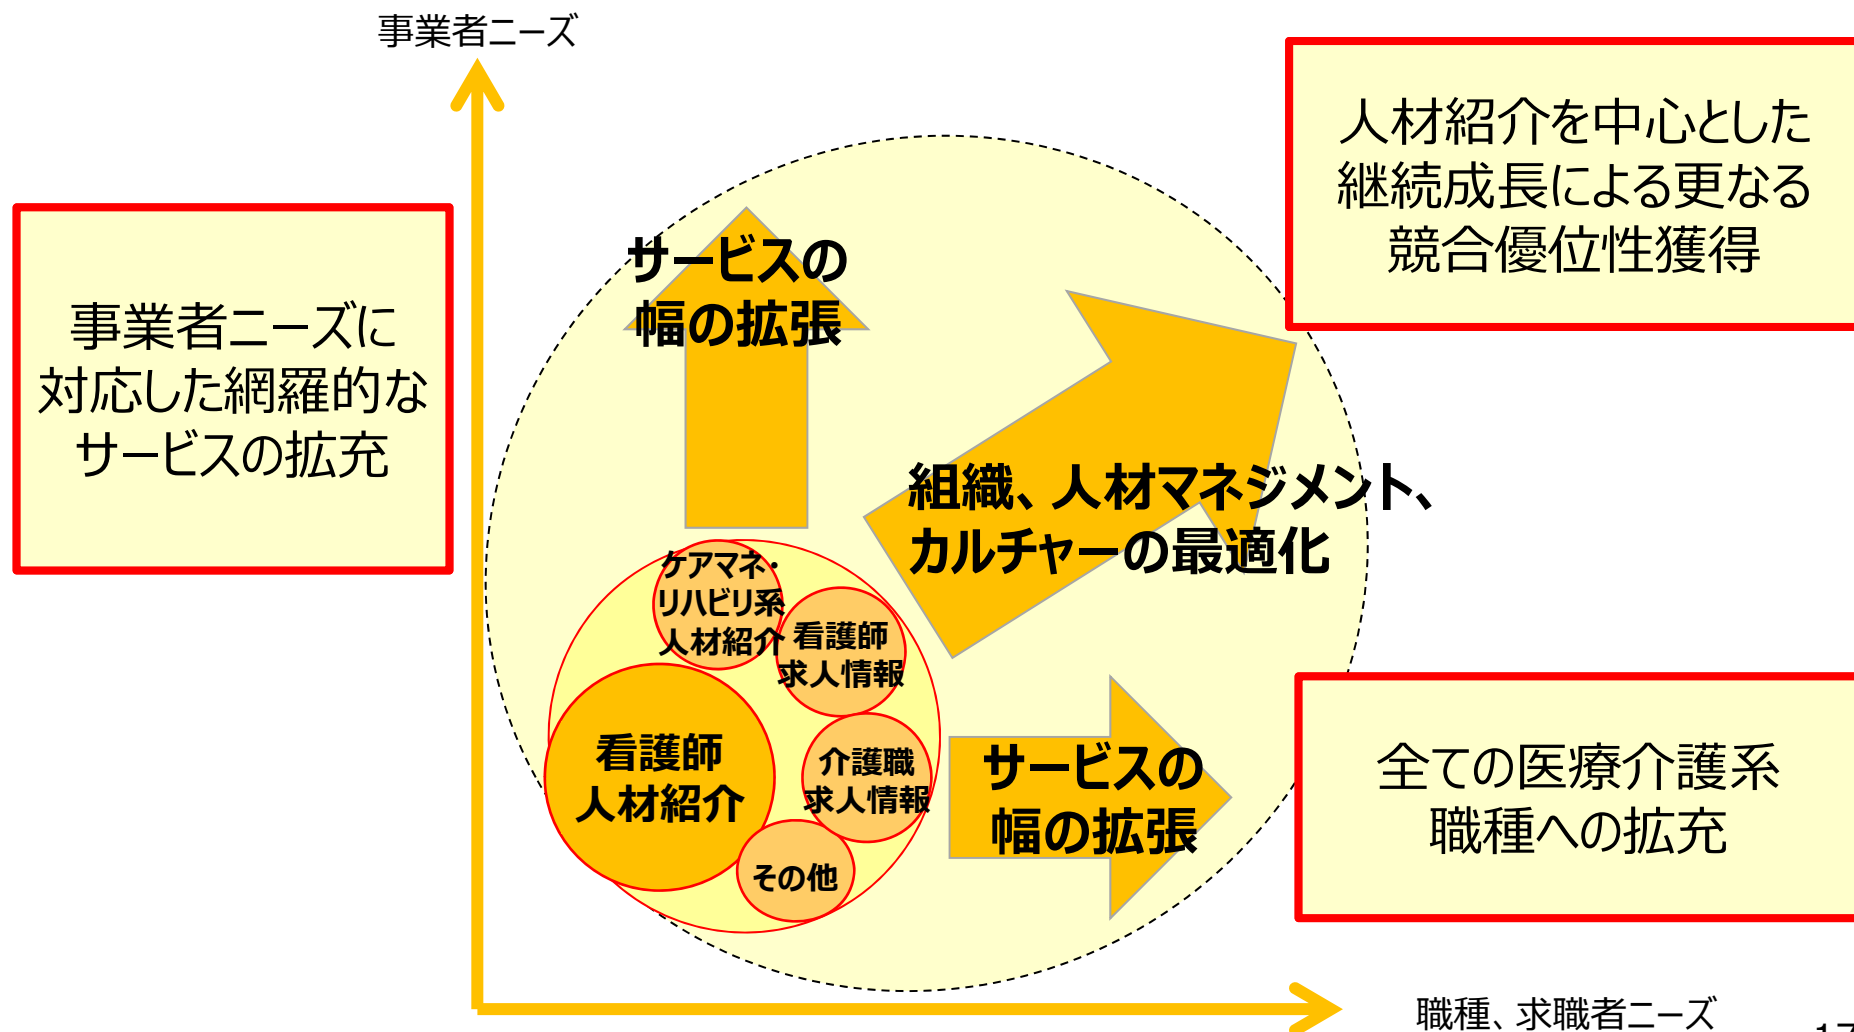 事業者ニーズ
人材紹介を中心とした
継続成長による更なる
競合優位性獲得
事業者ニーズに
対応した網羅的な
サービスの拡充
サービスの
幅の拡張
組織、人材マネジメント、
カルチャーの最適化
ケアマネ・
リハビリ系
人材紹介
看護師
求人情報
看護師
人材紹介
介護職
求人情報
その他
サービスの
幅の拡張
全ての医療介護系
職種への拡充
職種、求職者ニーズ